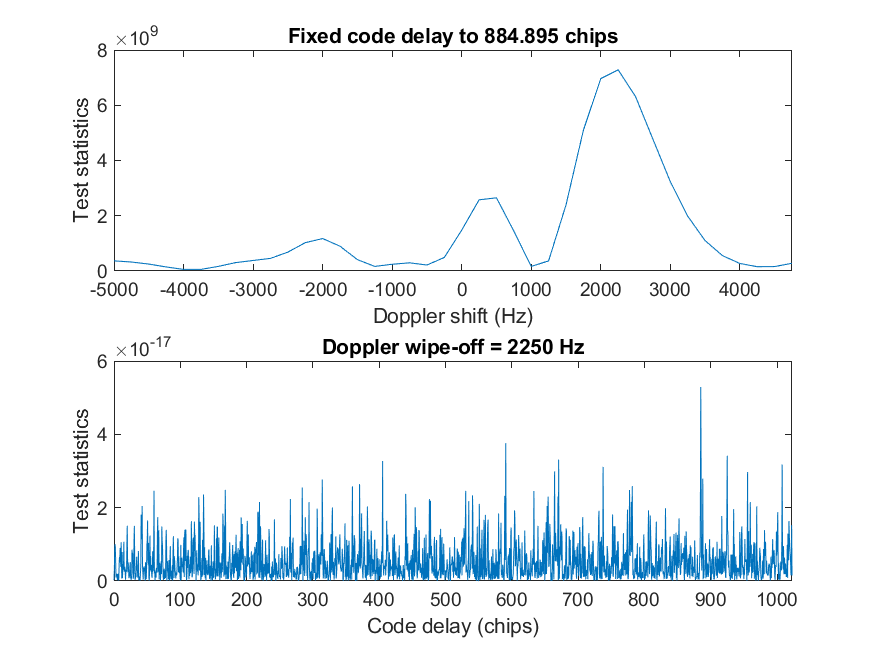 ×10^9
Fixed code delay to 884.895 chips
8
6
4
2
0
Test statistics
-5000 -4000 -3000 -2000 -1000 0 1000 2000 3000 4000
Doppler shift (Hz)
×10^-17
Doppler wipe-off = 2250 Hz
6
4
2
0
Test statistics
0 100 200 300 400 500 600 700 800 900 1000
Code delay (chips)